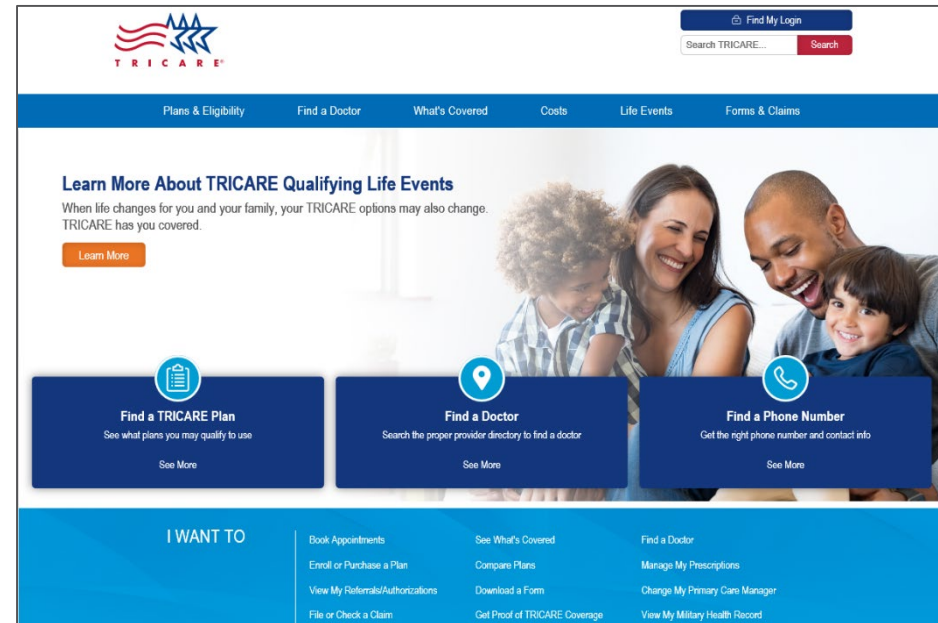 TRICARE®
Find My Login
Search TRICARE...
Search
Plans & Eligibility
Find a Doctor
What's Covered
Costs
Life Events
Forms & Claims
Learn More About TRICARE Qualifying Life Events
When life changes for you and your family, your TRICARE options may also change.
TRICARE has you covered.
Learn More
Find a TRICARE Plan
See what plans you may qualify to use
See More
Find a Doctor
Search the proper provider directory to find a doctor
See More
Find a Phone Number
Get the right phone number and contact info
See More
I WANT TO
Book Appointments
Enroll or Purchase a Plan
View My Referrals/Authorizations
File or Check a Claim
See What's Covered
Compare Plans
Download a Form
Get Proof of TRICARE Coverage
Find a Doctor
Manage My Prescriptions
Change My Primary Care Manager
View My Military Health Record